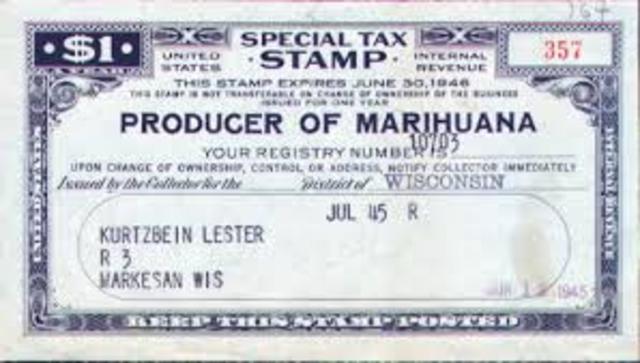 $1
A YEAR
UNITED STATES
SPECIAL TAX
STAMP
INTERNAL REVENUE
357
THIS STAMP EXPIRES JUNE 30, 1946
THIS STAMP IS NOT TRANSFERABLE ON CHANGE OF OWNERSHIP OF THE BUSINESS
ISSUED FOR ONE YEAR
PRODUCER OF MARIHUANA
YOUR REGISTRY NUMBER IS 10703
UPON CHANGE OF OWNERSHIP, CONTROL OR ADDRESS, NOTIFY COLLECTOR IMMEDIATELY
Issued by the Collector for the District of WISCONSIN
JUL 45 R
KURTZBEIN LESTER
R 3
MARKESAN WIS
1945
KEEP THIS STAMP POSTED